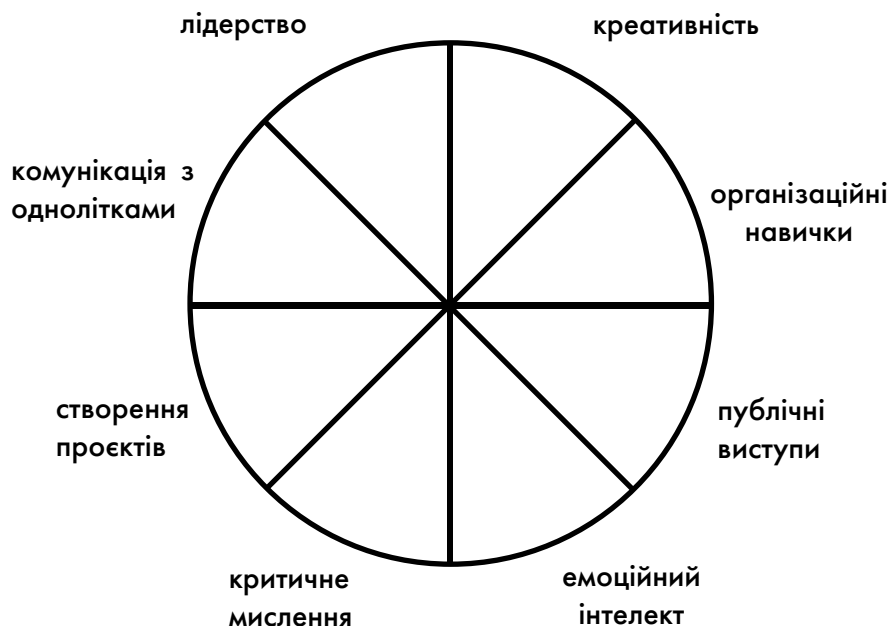 лідерство
креативність
комунікація з
однолітками
організаційні
навички
створення
проєктів
публічні
виступи
критичне
мислення
емоційний
інтелект